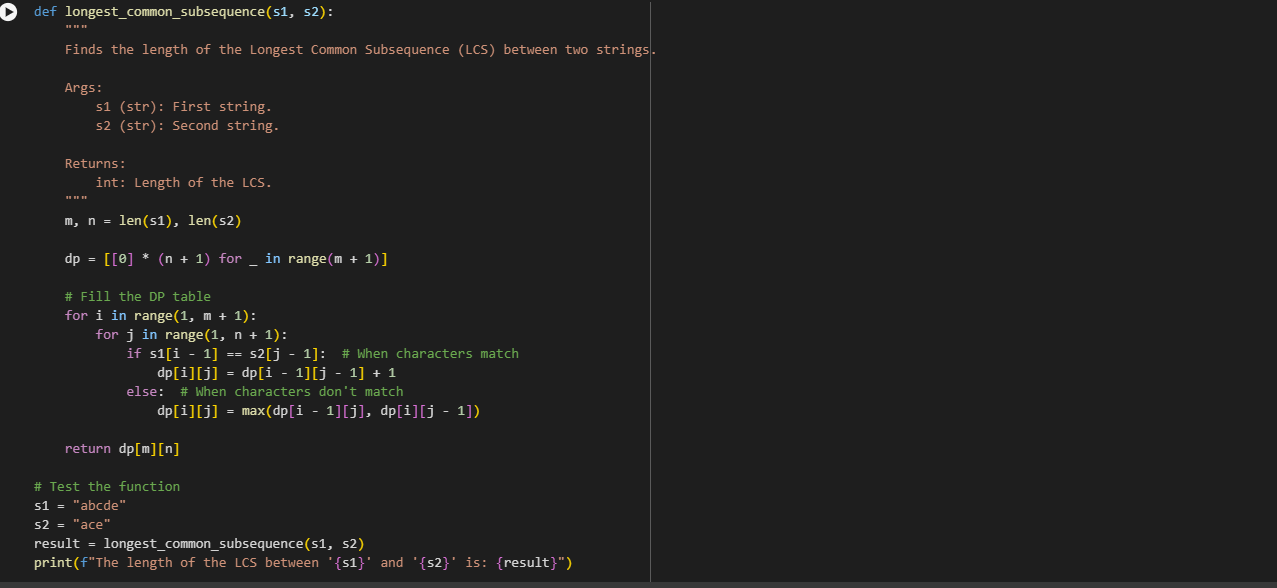 def longest_common_subsequence(s1, s2):
    """
    Finds the length of the Longest Common Subsequence (LCS) between two strings.

    Args:
        s1 (str): First string.
        s2 (str): Second string.

    Returns:
        int: Length of the LCS.
    """
    m, n = len(s1), len(s2)

    dp = [[0] * (n + 1) for _ in range(m + 1)]

    # Fill the DP table
    for i in range(1, m + 1):
        for j in range(1, n + 1):
            if s1[i - 1] == s2[j - 1]:  # When characters match
                dp[i][j] = dp[i - 1][j - 1] + 1
            else:  # When characters don't match
                dp[i][j] = max(dp[i - 1][j], dp[i][j - 1])

    return dp[m][n]

# Test the function
s1 = "abcde"
s2 = "ace"
result = longest_common_subsequence(s1, s2)
print(f"The length of the LCS between '{s1}' and '{s2}' is: {result}")